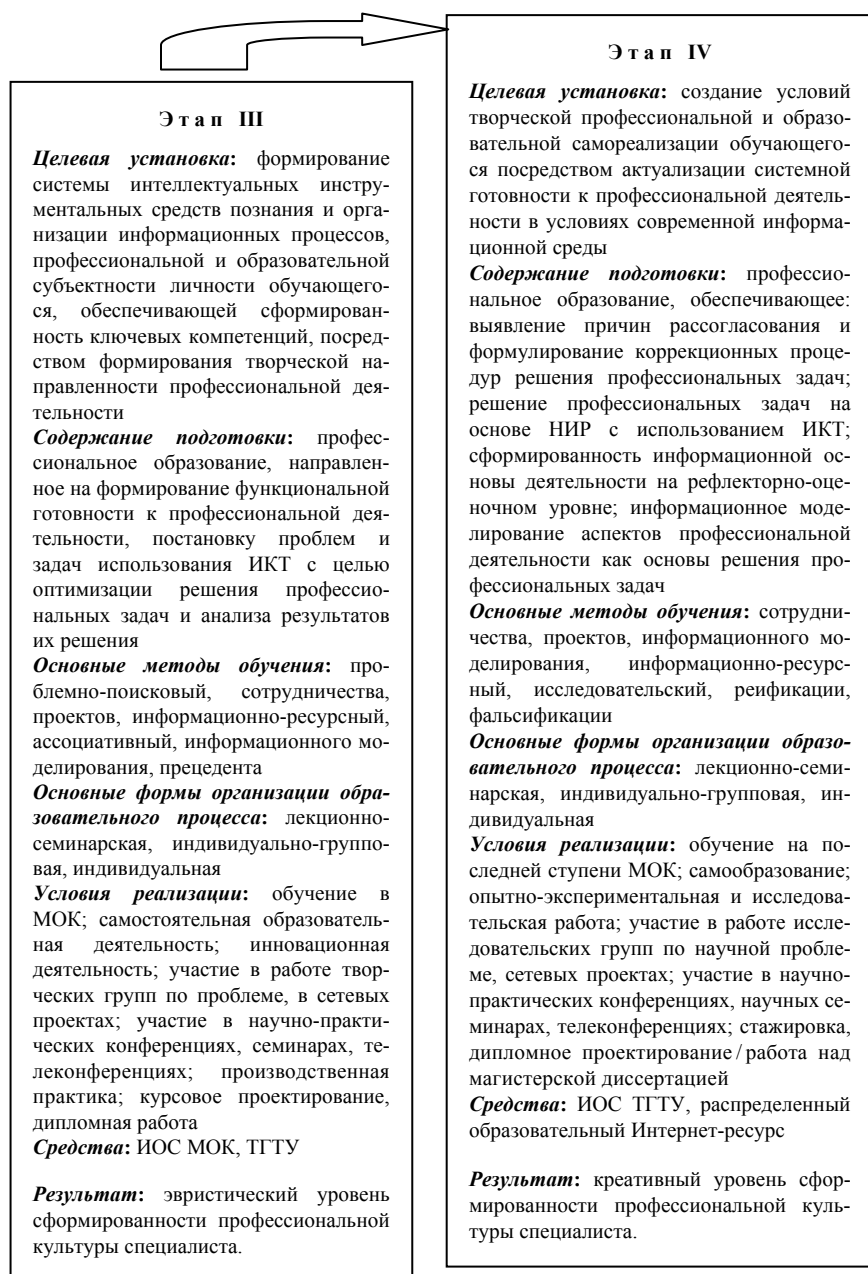 Этап III
Целевая установка: формирование
системы интеллектуальных инстру-
ментальных средств познания и орга-
низации информационных процессов,
профессиональной и образовательной
субъектности личности обучающего-
ся, обеспечивающей сформирован-
ность ключевых компетенций, посред-
ством формирования творческой на-
правленности профессиональной дея-
тельности
Содержание подготовки: профес-
сиональное образование, направлен-
ное на формирование функциональной
готовности к профессиональной дея-
тельности, постановку проблем и
задач использования ИКТ с целью
оптимизации решения профессио-
нальных задач и анализа результатов
их решения
Основные методы обучения: про-
блемно-поисковый, сотрудничества,
проектов, информационно-ресурсный,
ассоциативный, информационного мо-
делирования, прецедента
Основные формы организации обра-
зовательного процесса: лекционно-
семинарская, индивидуально-группо-
вая, индивидуальная
Условия реализации: обучение в
МОК; самостоятельная образователь-
ная деятельность; инновационная
деятельность; участие в работе твор-
ческих групп по проблеме, в сетевых
проектах; участие в научно-практи-
ческих конференциях, семинарах, те-
леконференциях; производственная
практика; курсовое проектирование,
дипломная работа
Средства: ИОС МОК, ТГТУ
Результат: эвристический уровень
сформированности профессиональной
культуры специалиста.
Этап IV
Целевая установка: создание условий
творческой профессиональной и образо-
вательной самореализации обучающего-
ся посредством актуализации системной
готовности к профессиональной деятель-
ности в условиях современной информа-
ционной среды
Содержание подготовки: профессио-
нальное образование, обеспечивающее:
выявление причин рассогласования и
формулирование коррекционных проце-
дур решения профессиональных задач;
решение профессиональных задач на
основе НИР с использованием ИКТ;
сформированность информационной ос-
новы деятельности на рефлекторно-оце-
ночном уровне; информационное моде-
лирование аспектов профессиональной
деятельности как основы решения про-
фессиональных задач
Основные методы обучения: сотрудни-
чества, проектов, информационного мо-
делирования, информационно-ресурс-
ный, исследовательский, реификации,
фальсификации
Основные формы организации образо-
вательного процесса: лекционно-семи-
нарская, индивидуально-групповая, ин-
дивидуальная
Условия реализации: обучение на по-
следней ступени МОК; самообразование;
опытно-экспериментальная и исследова-
тельская работа; участие в работе иссле-
довательских групп по научной пробле-
ме, сетевых проектах; участие в научно-
практических конференциях, научных се-
минарах, телеконференциях; стажировка,
дипломное проектирование / работа над
магистерской диссертацией
Средства: ИОС ТГТУ, распределенный
образовательный Интернет-ресурс
Результат: креативный уровень сфор-
мированности профессиональной куль-
туры специалиста.